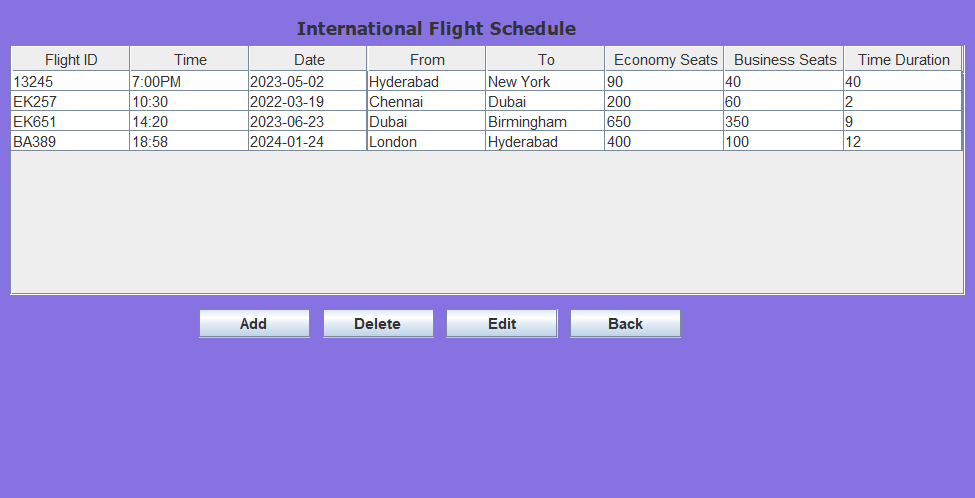 International Flight Schedule
Flight ID Time Date From To Economy Seats Business Seats Time Duration
13245 7:00PM 2023-05-02 Hyderabad New York 90 40 40
EK257 10:30 2022-03-19 Chennai Dubai 200 60 2
EK651 14:20 2023-06-23 Dubai Birmingham 650 350 9
BA389 18:58 2024-01-24 London Hyderabad 400 100 12
Add Delete Edit Back